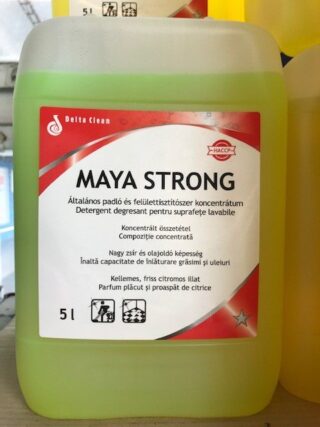 5 l
Delta Clean
HACCP
MAYA STRONG
Általános padló és felülettisztítószer koncentrátum
Detergent degresant pentru suprafețe lavabile
Koncentrált összetétel
Compoziție concentrată
Nagy zsír és olajoldó képesség
Înaltă capacitate de înlăturare grăsimi și uleiuri
Kellemes, friss citromos illat
Parfum plăcut și proaspăt de citrice
5 l